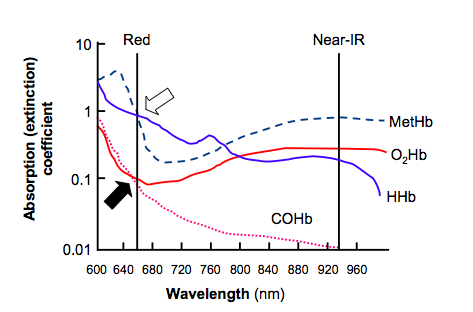 Red Near-IR
Absorption (extinction)
coefficient
10
1
0.1
0.01
MetHb
O₂Hb
HHb
COHb
600 640 680 720 760 800 840 880 920 960
Wavelength (nm)